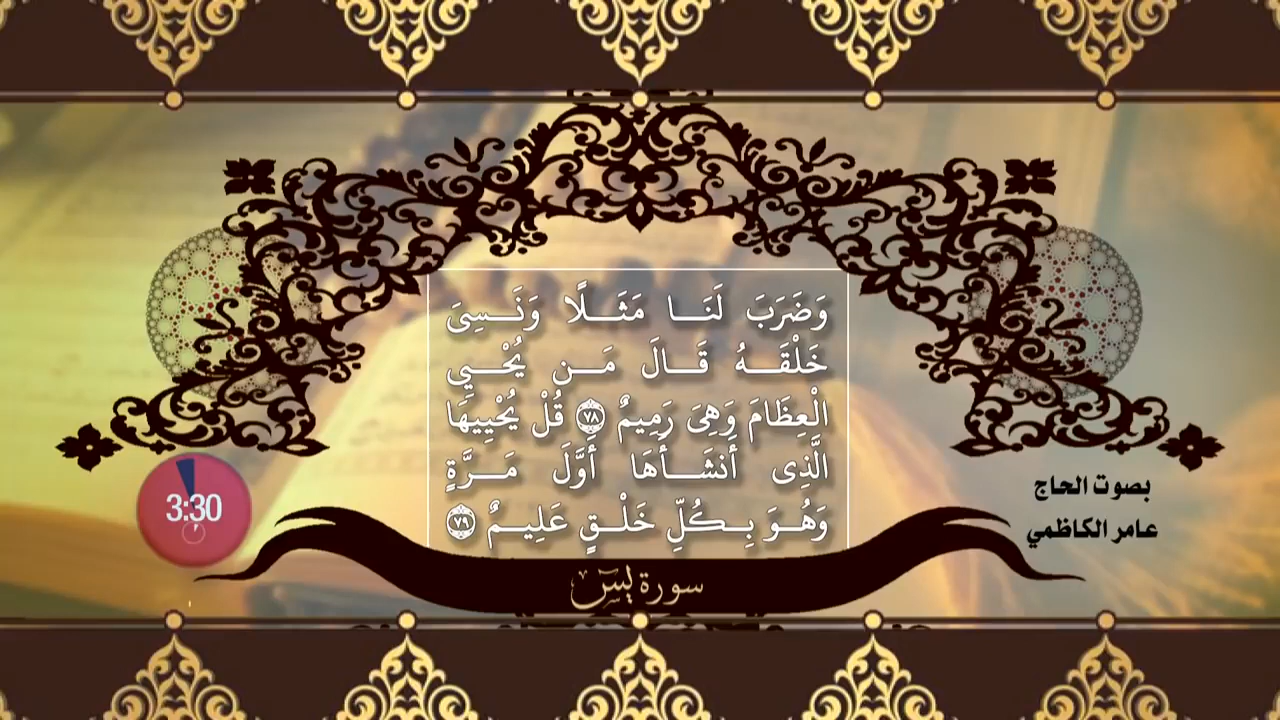 وَضَرَبَ لَنَا مَثَلًا وَنَسِىَ
خَلْقَهُ قَالَ مَن يُحْيِي
الْعِظَامَ وَهِىَ رَمِيمٌ ٧٨ قُلْ يُحْيِيهَا
الَّذِى أَنشَأَهَا أَوَّلَ مَرَّةٍ
وَهُوَ بِكُلِّ خَلْقٍ عَلِيمٌ ٧٩
بصوت الحاج
عامر الكاظمي
3:30
سورة يس